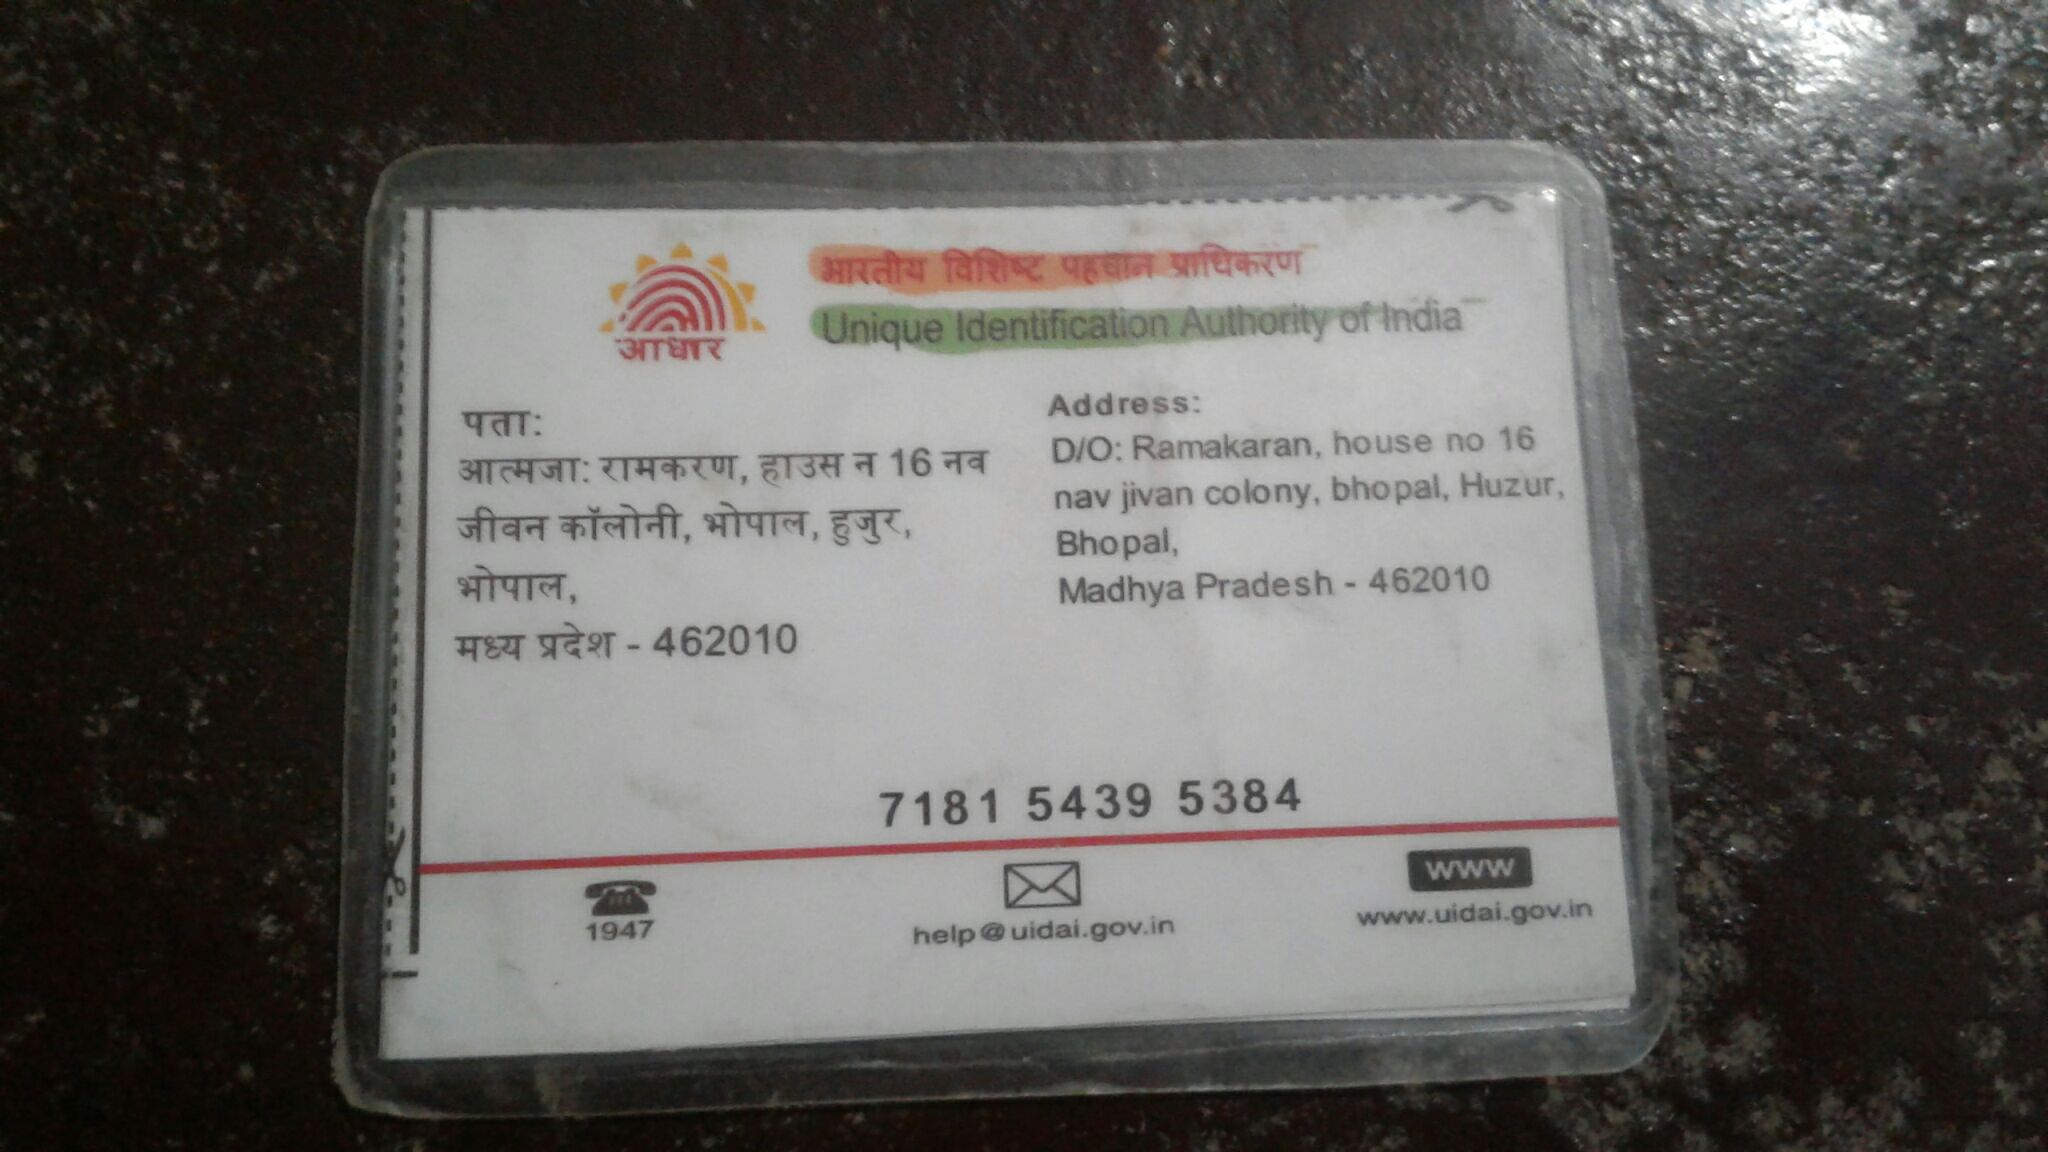 आधार
भारतीय विशिष्ट पहचान प्राधिकरण
Unique Identification Authority of India
पता:
आत्मजा: रामकरण, हाउस न 16 नव
जीवन कॉलोनी, भोपाल, हुजुर,
भोपाल,
मध्य प्रदेश - 462010
Address:
D/O: Ramakaran, house no 16
nav jivan colony, bhopal, Huzur,
Bhopal,
Madhya Pradesh - 462010
7181 5439 5384
1947
help@uidai.gov.in
WWW
www.uidai.gov.in